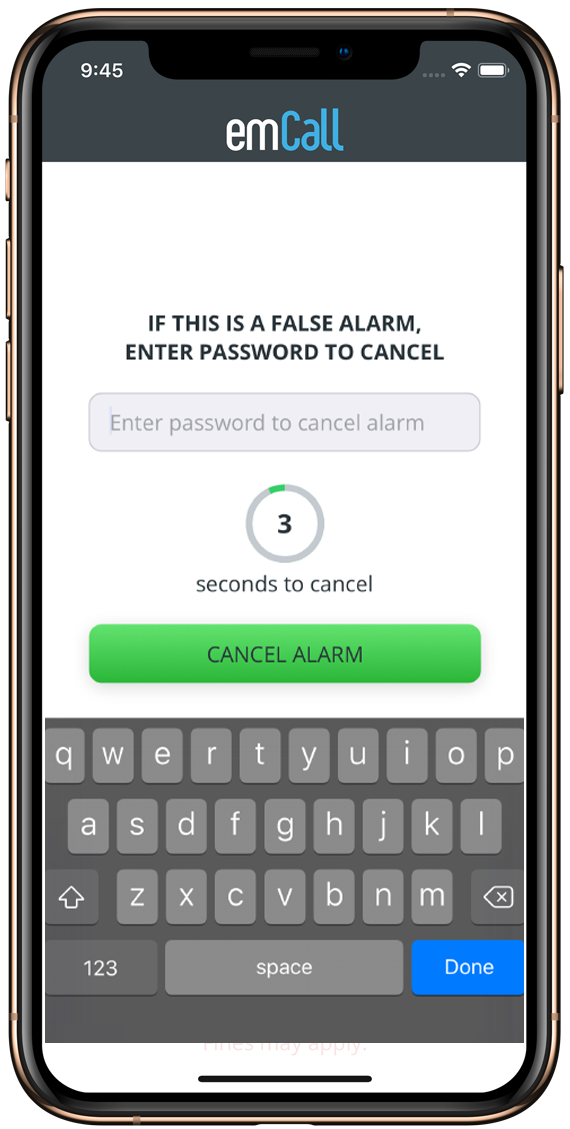 9:45
emCall
IF THIS IS A FALSE ALARM,
ENTER PASSWORD TO CANCEL
Enter password to cancel alarm
3
seconds to cancel
CANCEL ALARM
q w e r t y u i o p
a s d f g h j k l
z x c v b n m
123 space Done
Fines may apply.